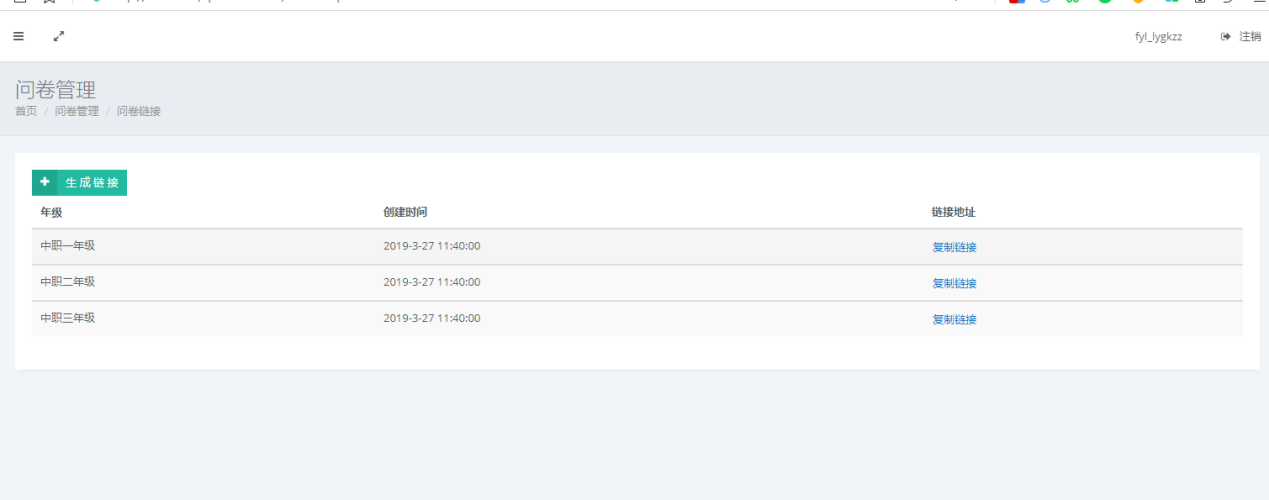 fyl_lygkzz 注销
问卷管理
首页 / 问卷管理 / 问卷链接
生成链接
年级 创建时间 链接地址
中职一年级 2019-3-27 11:40:00 复制链接
中职二年级 2019-3-27 11:40:00 复制链接
中职三年级 2019-3-27 11:40:00 复制链接